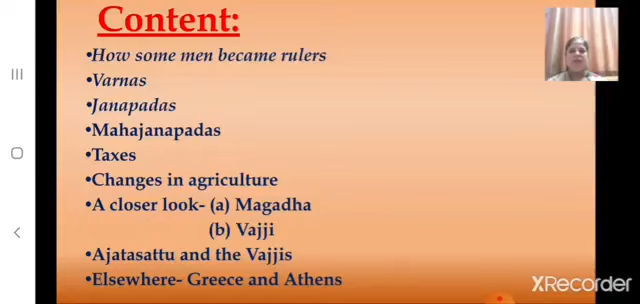 Content:
•How some men became rulers
•Varnas
•Janapadas
•Mahajanapadas
•Taxes
•Changes in agriculture
•A closer look- (a) Magadha
(b) Vajji
•Ajatasattu and the Vajjis
•Elsewhere- Greece and Athens
XRecorder